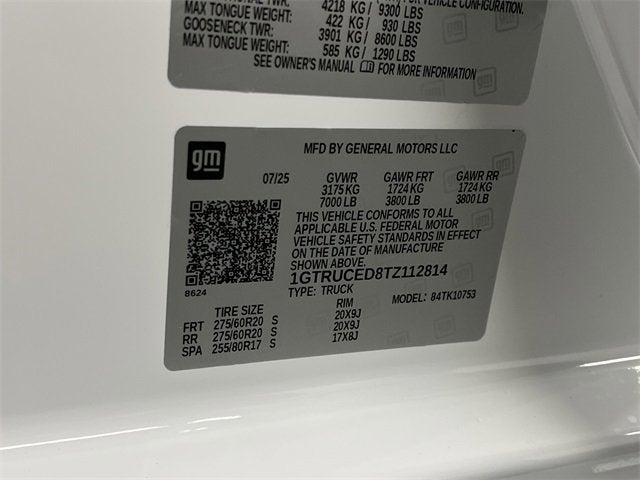 MAX TONGUE WEIGHT: 4218 KG/ 9300 LBS
422 KG/ 930 LBS
GOOSENECK TWR: 3901 KG/ 8600 LBS
MAX TONGUE WEIGHT: 585 KG/ 1290 LBS
SEE OWNER'S MANUAL FOR MORE INFORMATION
gm
MFD BY GENERAL MOTORS LLC
07/25 GVWR GAWR FRT GAWR RR
3175 KG 1724 KG 1724 KG
7000 LB 3800 LB 3800 LB
THIS VEHICLE CONFORMS TO ALL
APPLICABLE U.S. FEDERAL MOTOR
VEHICLE SAFETY STANDARDS IN EFFECT
ON THE DATE OF MANUFACTURE
SHOWN ABOVE.
1GTRUCED8TZ112814
8624
TYPE: TRUCK MODEL: 84TK10753
TIRE SIZE RIM
FRT 275/60R20 S 20X9J
RR 275/60R20 S 20X9J
SPA 255/80R17 S 17X8J